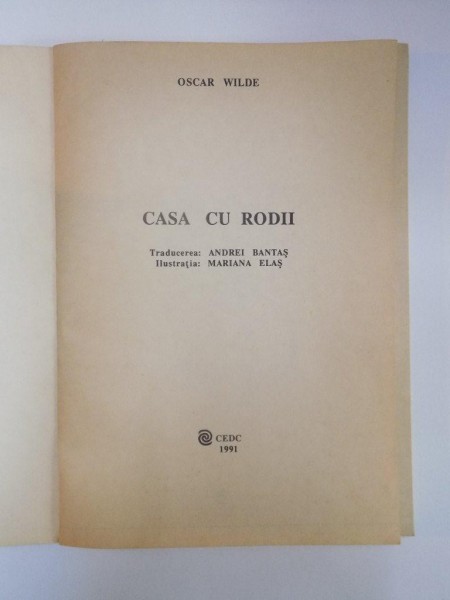 OSCAR WILDE
CASA CU RODII
Traducerea: ANDREI BANTAŞ
Ilustraţia: MARIANA ELAŞ
CEDC
1991